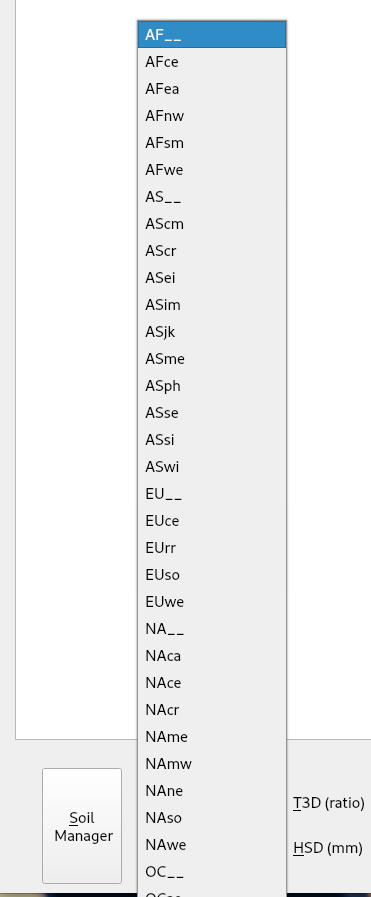 AF__
AFce
AFea
AFnw
AFsm
AFwe
AS__
AScm
AScr
ASei
ASim
ASjk
ASme
ASph
ASse
ASsi
ASwi
EU__
EUce
EUrr
EUso
EUwe
NA__
NAca
NAce
NAcr
NAme
NAmw
NAne
NAso
NAwe
OC__
Soil
Manager
T3D (ratio)
HSD (mm)